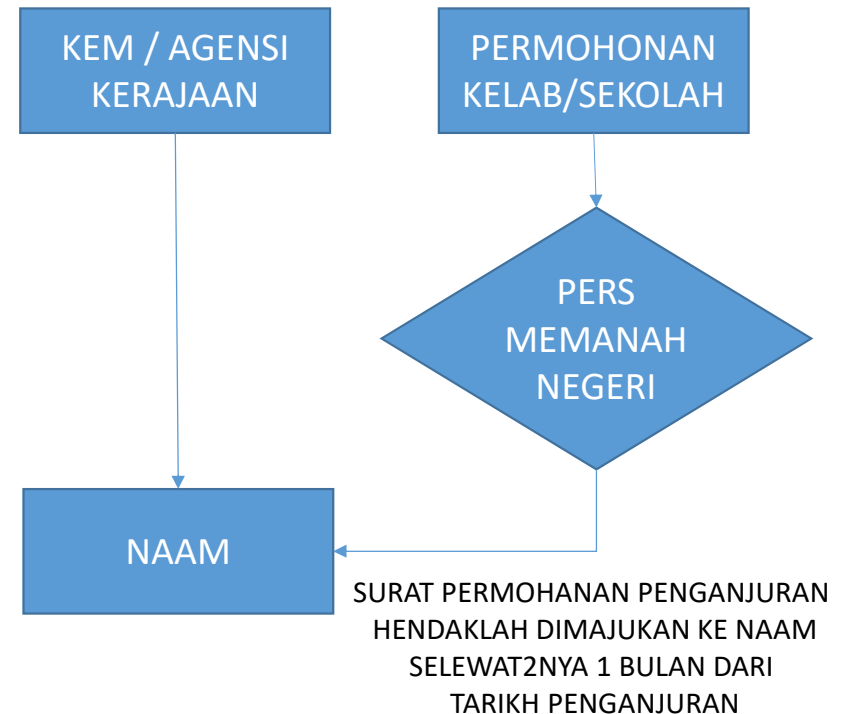 KEM / AGENSI
KERAJAAN
PERMOHONAN
KELAB/SEKOLAH
PERS
MEMANAH
NEGERI
NAAM
SURAT PERMOHANAN PENGANJURAN
HENDAKLAH DIMAJUKAN KE NAAM
SELEWAT2NYA 1 BULAN DARI
TARIKH PENGANJURAN